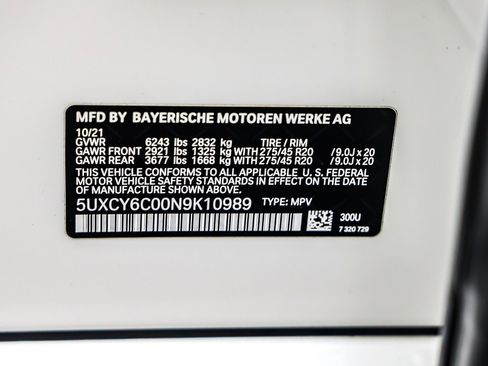 MFD BY BAYERISCHE MOTOREN WERKE AG
10/21
GVWR 6243 lbs 2832 kg TIRE / RIM
GAWR FRONT 2921 lbs 1325 kg WITH 275/45 R20 /9.0J x 20
GAWR REAR 3677 lbs 1668 kg WITH 275/45 R20 /9.0J x 20
THIS VEHICLE CONFORMS TO ALL APPLICABLE U.S. FEDERAL
MOTOR VEHICLE SAFETY STANDARDS IN EFFECT ON THE DATE
OF MANUFACTURE SHOWN ABOVE.
5UXCY6C00N9K10989 TYPE: MPV
300U
7 320 729